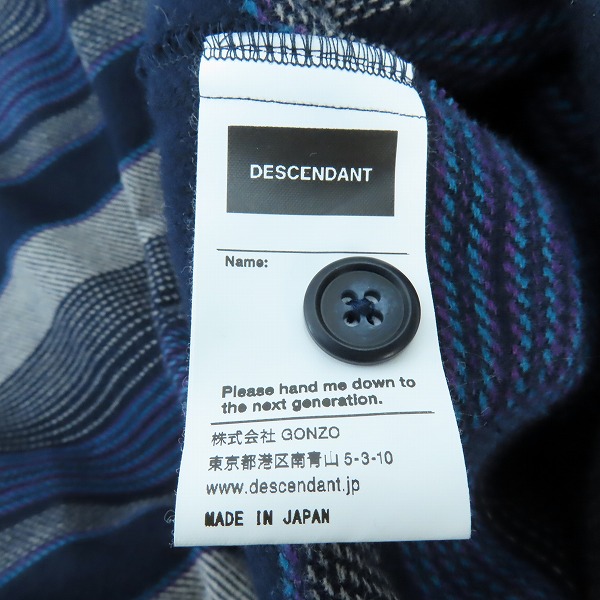 DESCENDANT
Name:
Please hand me down to
the next generation.
株式会社 GONZO
東京都港区南青山 5-3-10
www.descendant.jp
MADE IN JAPAN